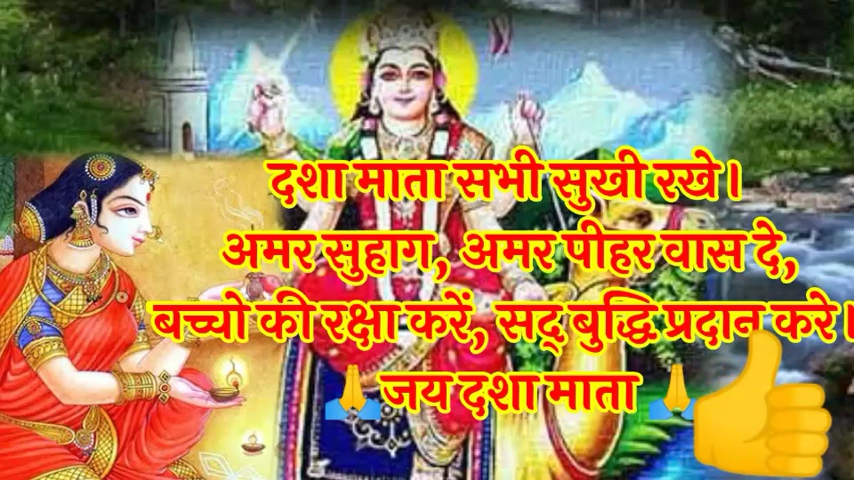 दशा माता सभी सुखी रखे।
अमर सुहाग, अमर पीहर वास दे,
बच्चो की रक्षा करें, सद् बुद्धि प्रदान करे।
🙏जय दशा माता 🙏